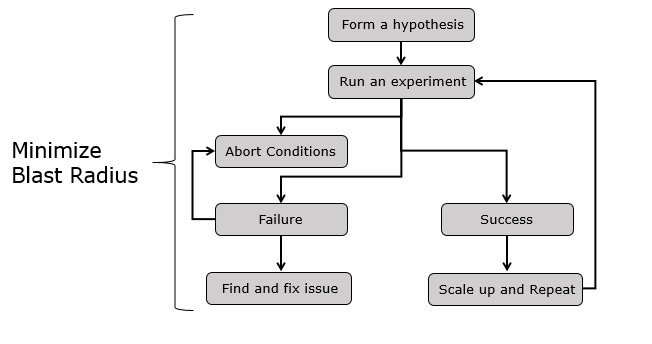 Form a hypothesis
Run an experiment
Minimize
Blast Radius
Abort Conditions
Failure
Success
Find and fix issue
Scale up and Repeat